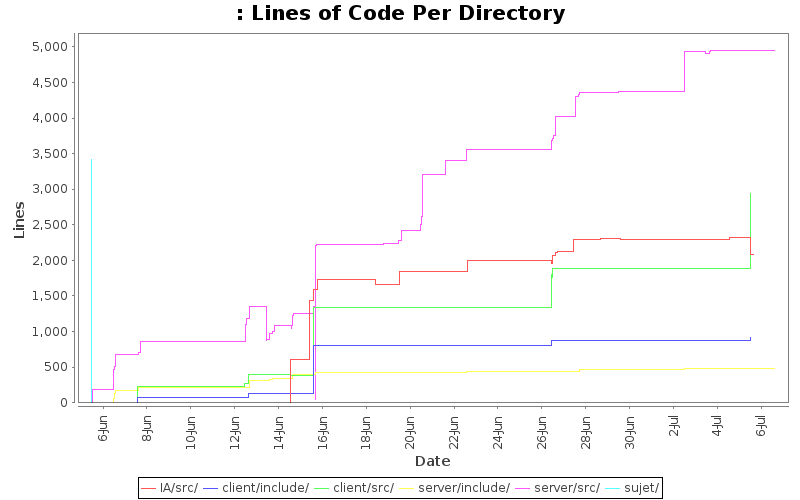 : Lines of Code Per Directory
Lines
5,000
4,500
4,000
3,500
3,000
2,500
2,000
1,500
1,000
500
0
6-Jun 8-Jun 10-Jun 12-Jun 14-Jun 16-Jun 18-Jun 20-Jun 22-Jun 24-Jun 26-Jun 28-Jun 30-Jun 2-Jul 4-Jul 6-Jul
Date
IA/src/ client/include/ client/src/ server/include/ server/src/ sujet/